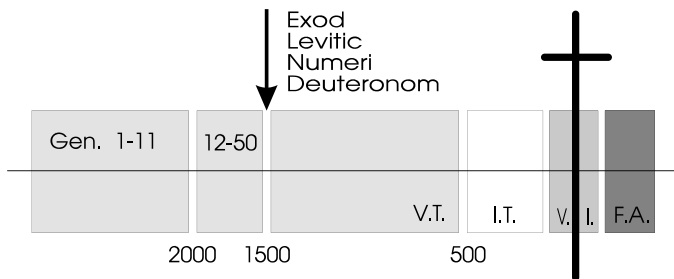 Exod
Levitic
Numeri
Deuteronom
Gen. 1-11
12-50
V.T.
I.T.
V. I.
F.A.
2000
1500
500